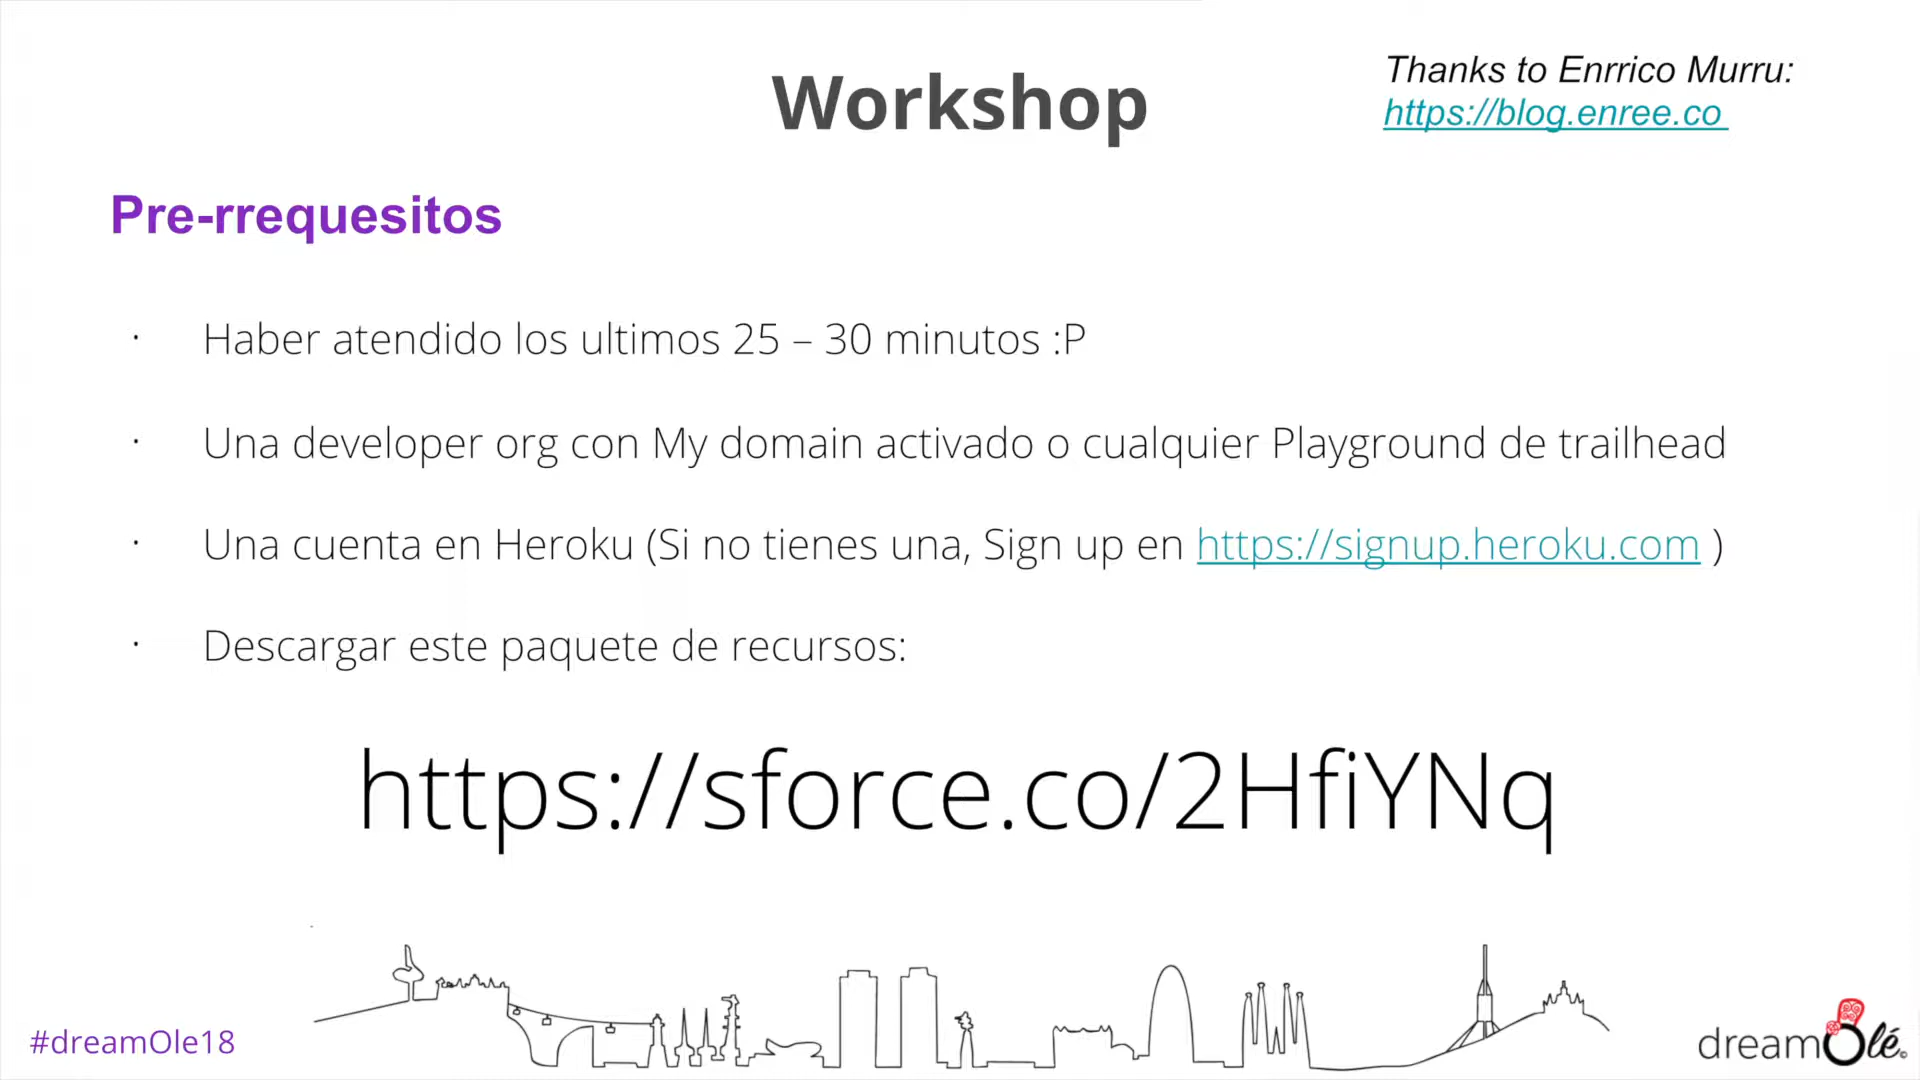 Workshop
Thanks to Enrrico Murru:
https://blog.enree.co
Pre-rrequesitos
· Haber atendido los ultimos 25 – 30 minutos :P
· Una developer org con My domain activado o cualquier Playground de trailhead
· Una cuenta en Heroku (Si no tienes una, Sign up en https://signup.heroku.com )
· Descargar este paquete de recursos:
https://sforce.co/2HfiYNq
#dreamOle18
dreamOlé